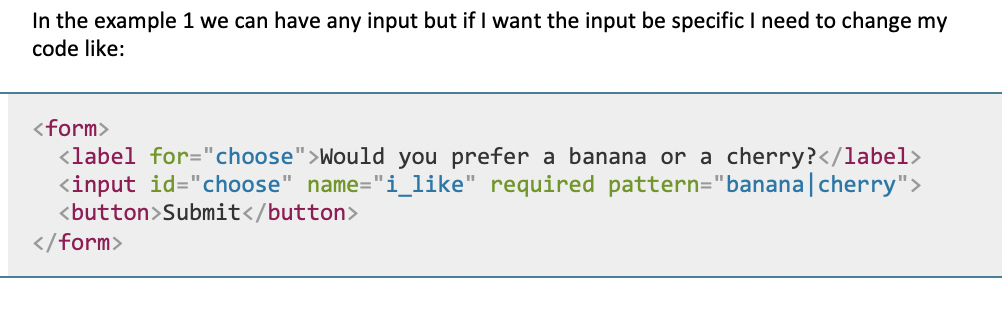 In the example 1 we can have any input but if I want the input be specific I need to change my
code like:
<form>
<label for="choose">Would you prefer a banana or a cherry?</label>
<input id="choose" name="i_like" required pattern="banana|cherry">
<button>Submit</button>
</form>